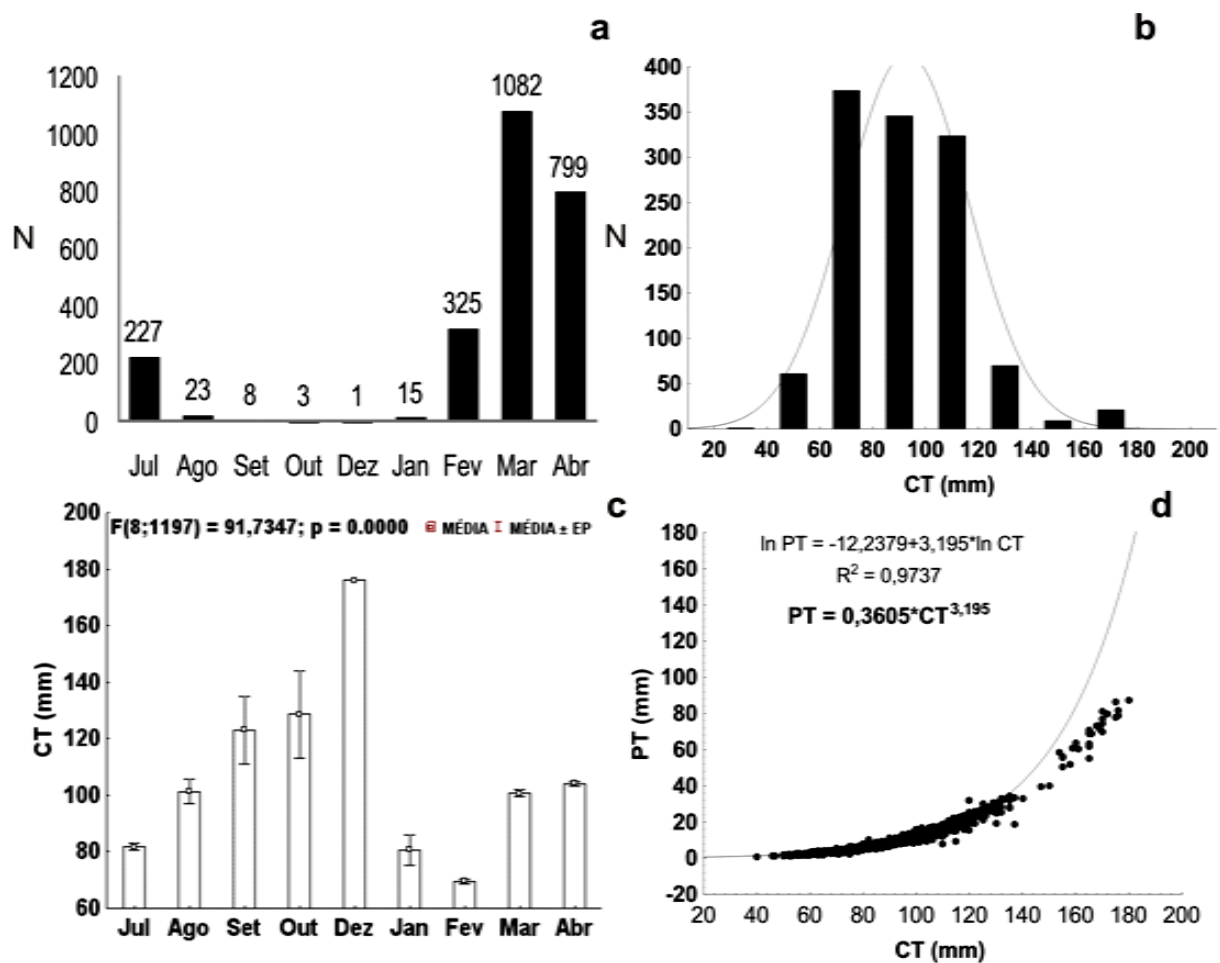 a
1200
1000
800
600
400
200
0
N
227
23
8
3
1
15
325
1082
799
Jul Ago Set Out Dez Jan Fev Mar Abr
b
400
350
300
250
200
150
100
50
0
N
20 40 60 80 100 120 140 160 180 200
CT (mm)
c
F(8;1197) = 91,7347; p = 0.0000
MÉDIA MÉDIA ± EP
200
180
160
140
120
100
80
60
CT (mm)
Jul Ago Set Out Dez Jan Fev Mar Abr
d
ln PT = -12,2379+3,195*ln CT
R² = 0,9737
PT = 0,3605*CT³,¹⁹⁵
180
160
140
120
100
80
60
40
20
0
-20
PT (mm)
20 40 60 80 100 120 140 160 180 200
CT (mm)